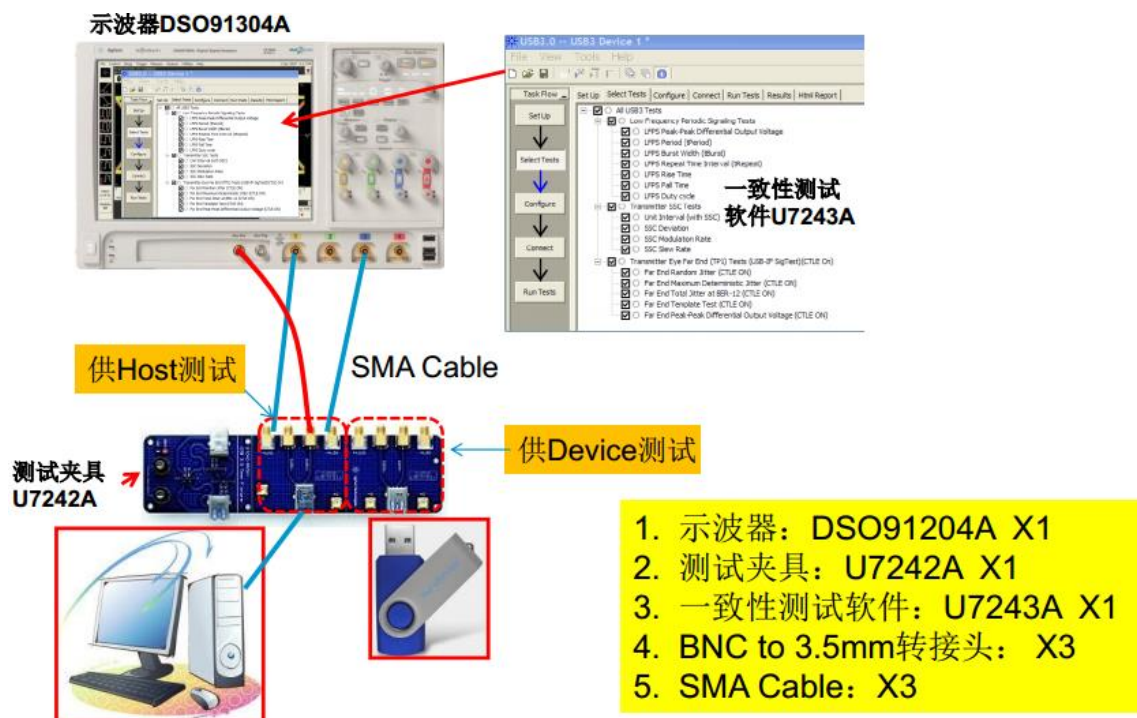 示波器DSO91304A
Agilent
USB3.0 -- USB3 Device 1 *
File View Tools Help
Task Flow
Set Up
Select Tests
Configure
Connect
Run Tests
Set Up Select Tests Configure Connect Run Tests Results Html Report
All USB3 Tests
Low Frequency Periodic Signaling Tests
LFPS Peak-Peak Differential Output Voltage
LFPS Period (tPeriod)
LFPS Burst Width (tBurst)
LFPS Repeat Time Interval (tRepeat)
LFPS Rise Time
LFPS Fall Time
LFPS Duty cycle
Transmitter SSC Tests
Unit Interval (with SSC)
SSC Deviation
SSC Modulation Rate
SSC Slew Rate
Transmitter Eye Far End (TP1) Tests (USB-IF SigTest)(CTLE On)
Far End Random Jitter (CTLE ON)
Far End Maximum Deterministic Jitter (CTLE ON)
Far End Total Jitter at BER-12 (CTLE ON)
Far End Template Test (CTLE ON)
Far End Peak-Peak Differential Output Voltage (CTLE ON)
一致性测试
软件U7243A
供Host测试
SMA Cable
供Device测试
测试夹具
U7242A
1. 示波器：DSO91204A X1
2. 测试夹具：U7242A X1
3. 一致性测试软件：U7243A X1
4. BNC to 3.5mm转接头： X3
5. SMA Cable：X3